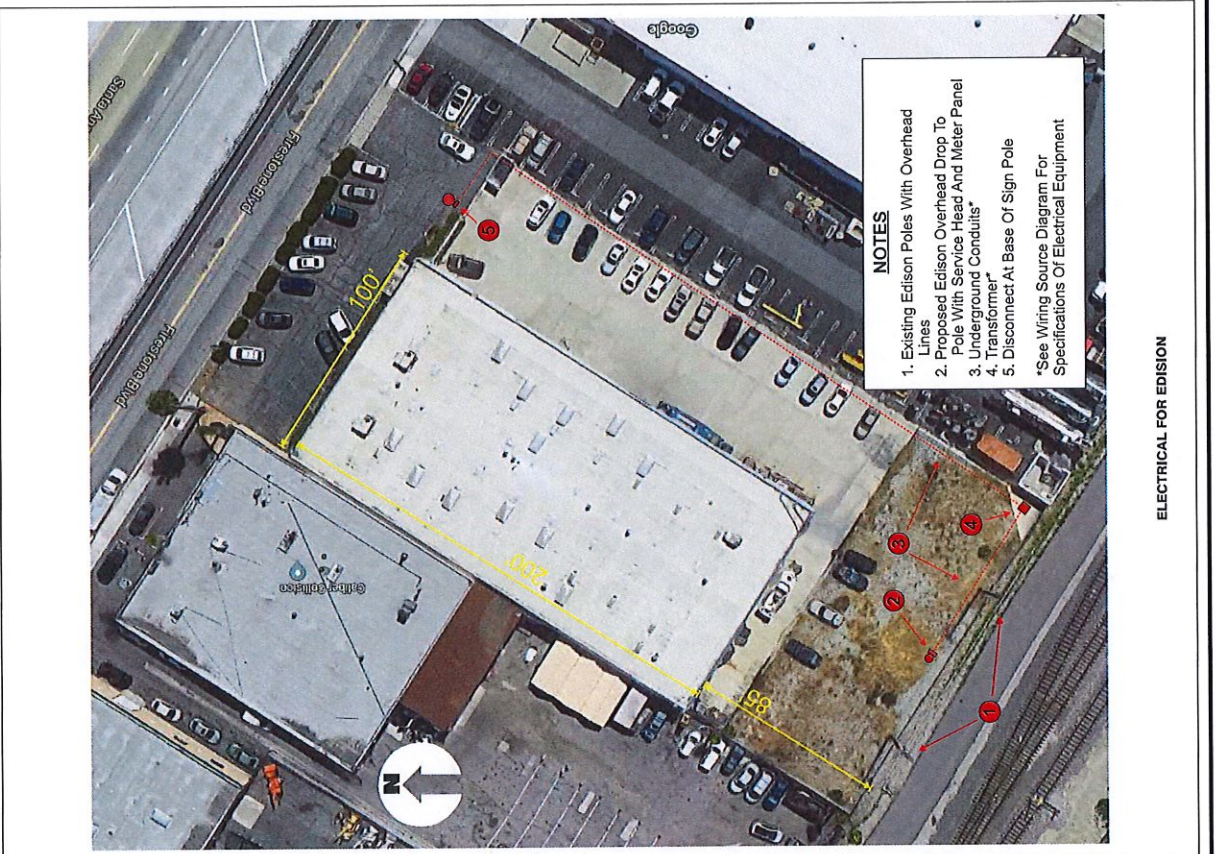 Santa An
Firestone Blvd
Firestone Blvd
Google
Caliber Collision
100'
200'
85'
N
1
2
3
4
5
NOTES
1. Existing Edison Poles With Overhead
Lines
2. Proposed Edison Overhead Drop To
Pole With Service Head And Meter Panel
3. Underground Conduits*
4. Transformer*
5. Disconnect At Base Of Sign Pole
*See Wiring Source Diagram For
Specifications Of Electrical Equipment
ELECTRICAL FOR EDISION